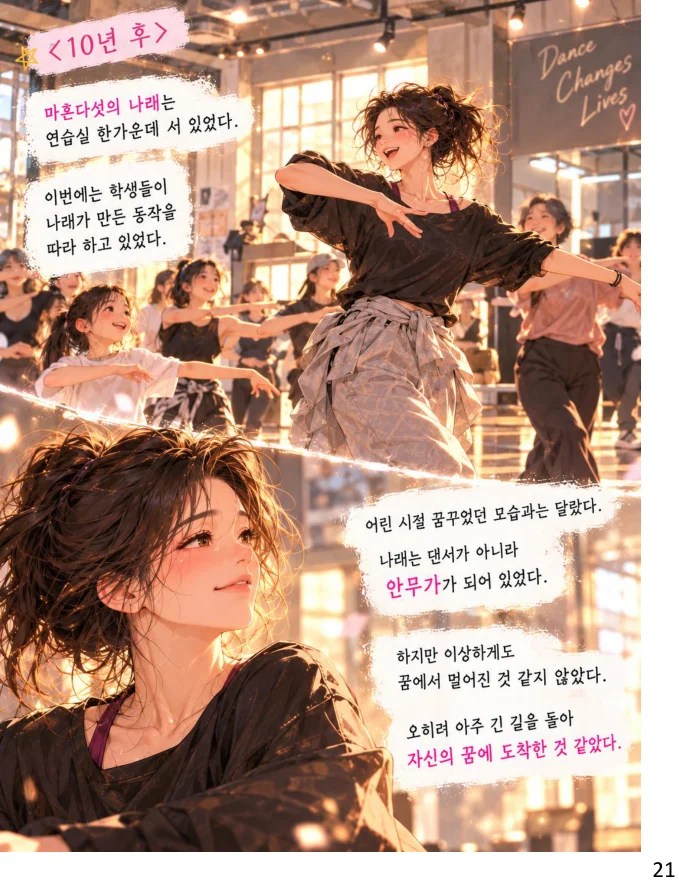 <10년 후>
마흔다섯의 나래는
연습실 한가운데 서 있었다.
이번에는 학생들이
나래가 만든 동작을
따라 하고 있었다.
Dance
Changes
Lives
어린 시절 꿈꾸었던 모습과는 달랐다.
나래는 댄서가 아니라
안무가가 되어 있었다.
하지만 이상하게도
꿈에서 멀어진 것 같지 않았다.
오히려 아주 긴 길을 돌아
자신의 꿈에 도착한 것 같았다.
21